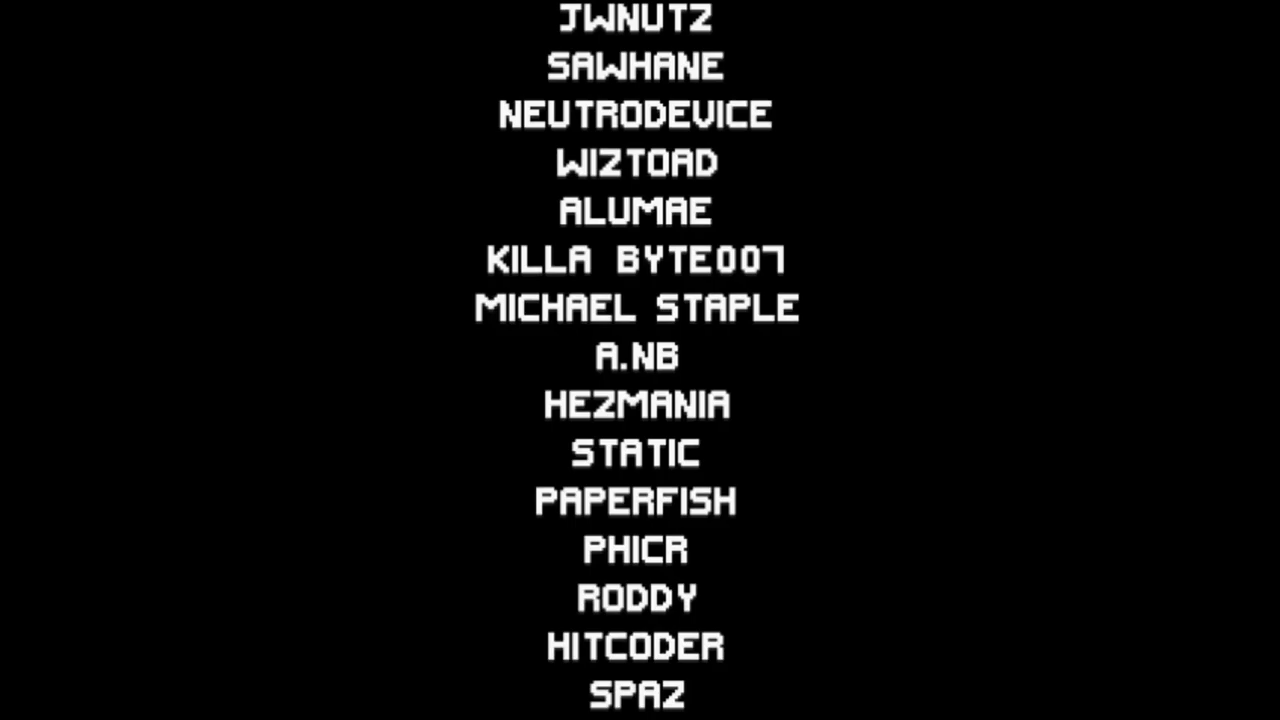 JWNUTZ
SAWHANE
NEUTRODEVICE
WIZTOAD
ALUMAE
KILLA BYTE007
MICHAEL STAPLE
A.NB
HEZMANIA
STATIC
PAPERFISH
PHICR
RODDY
HITCODER
SPAZ